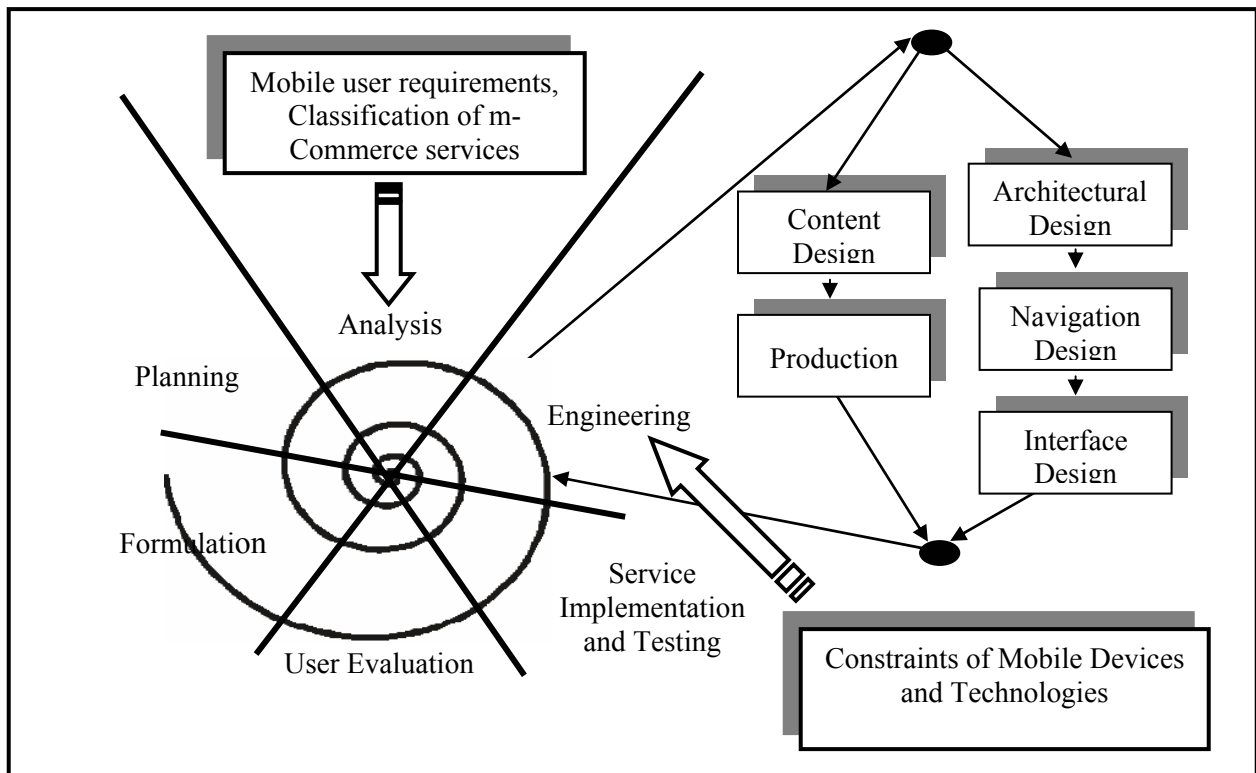 Mobile user requirements,
Classification of m-
Commerce services
Analysis
Planning
Engineering
Formulation
Service
Implementation
and Testing
User Evaluation
Content
Design
Production
Architectural
Design
Navigation
Design
Interface
Design
Constraints of Mobile Devices
and Technologies